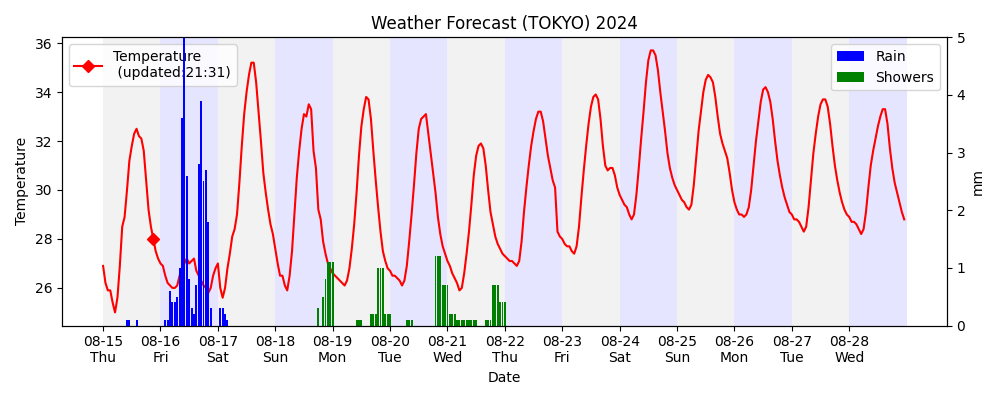 Weather Forecast (TOKYO) 2024
Temperature
(updated:21:31)
Rain
Showers
36
34
32
30
28
26
Temperature
5
4
3
2
1
0
mm
08-15 08-16 08-17 08-18 08-19 08-20 08-21 08-22 08-23 08-24 08-25 08-26 08-27 08-28
Thu Fri Sat Sun Mon Tue Wed Thu Fri Sat Sun Mon Tue Wed
Date